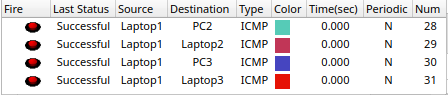 Fire Last Status Source Destination Type Color Time(sec) Periodic Num
Successful Laptop1 PC2 ICMP 0.000 N 28
Successful Laptop1 Laptop2 ICMP 0.000 N 29
Successful Laptop1 PC3 ICMP 0.000 N 30
Successful Laptop1 Laptop3 ICMP 0.000 N 31